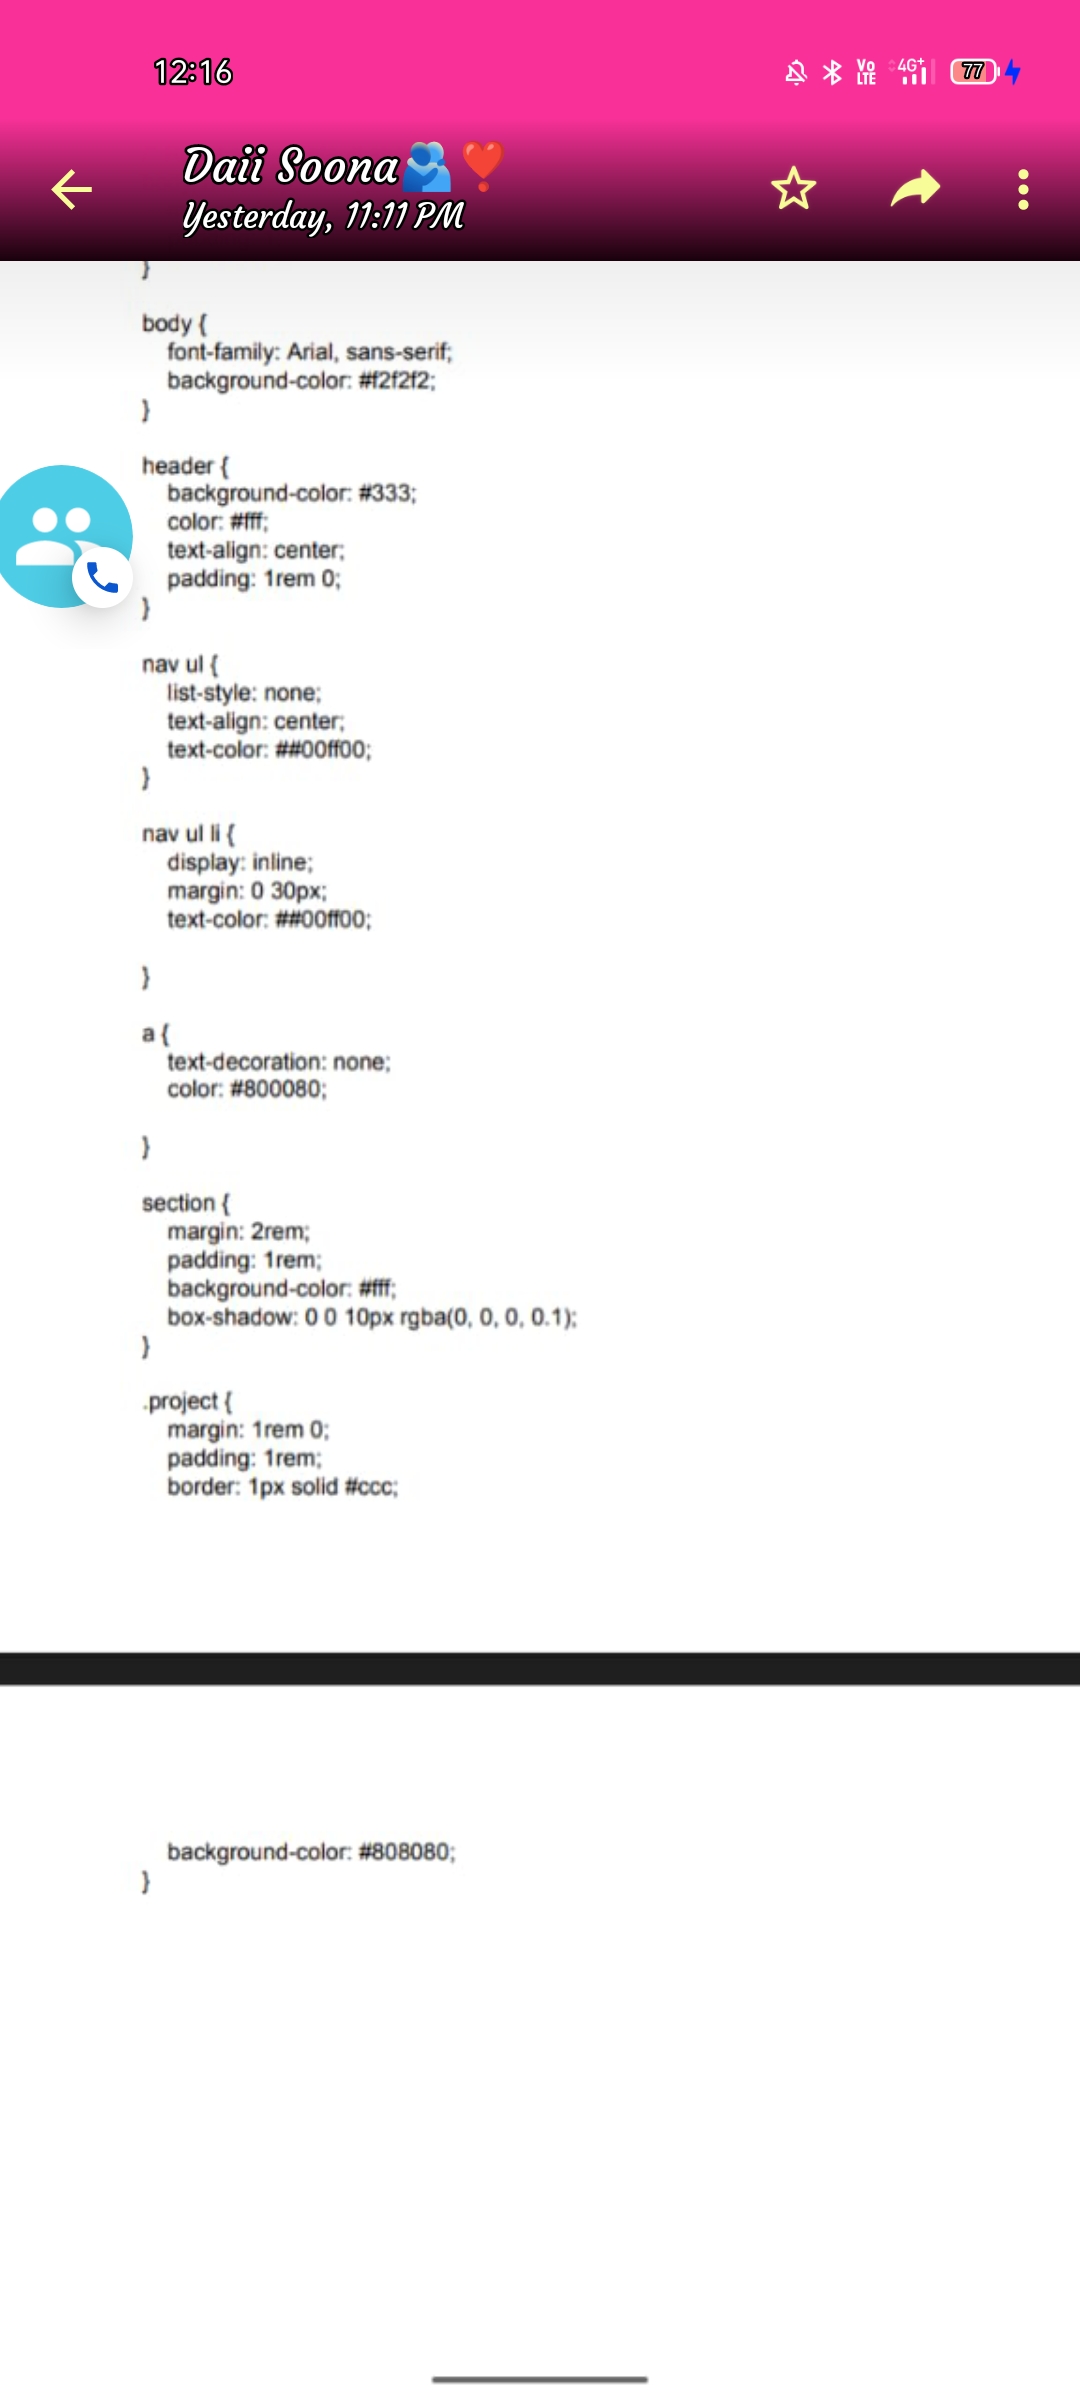 12:16
Vo LTE 4G+ 77
Daii Soona🫂❣️
Yesterday, 11:11 PM
}
body {
font-family: Arial, sans-serif;
background-color: #f2f2f2;
}
header {
background-color: #333;
color: #fff;
text-align: center;
padding: 1rem 0;
}
nav ul {
list-style: none;
text-align: center;
text-color: ##00ff00;
}
nav ul li {
display: inline;
margin: 0 30px;
text-color: ##00ff00;
}
a {
text-decoration: none;
color: #800080;
}
section {
margin: 2rem;
padding: 1rem;
background-color: #fff;
box-shadow: 0 0 10px rgba(0, 0, 0, 0.1);
}
.project {
margin: 1rem 0;
padding: 1rem;
border: 1px solid #ccc;
background-color: #808080;
}